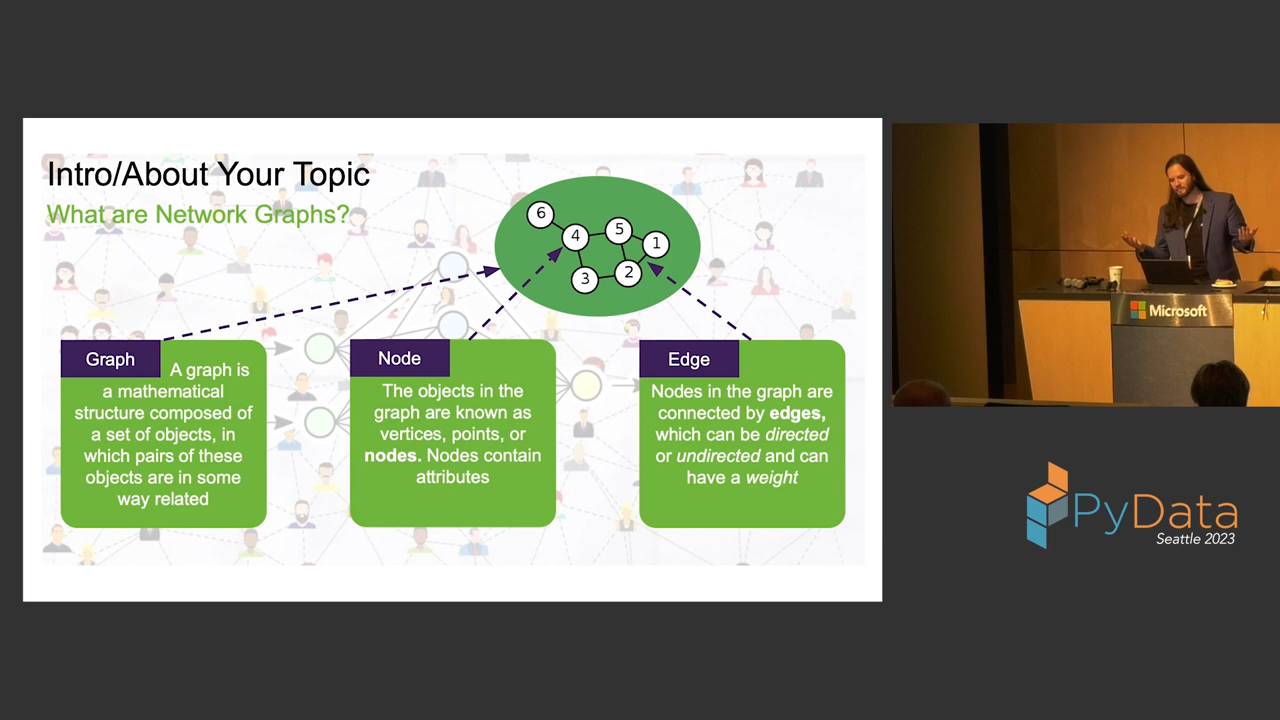 Intro/About Your Topic
What are Network Graphs?
6
4
5
1
3
2
Graph
A graph is
a mathematical
structure composed of
a set of objects, in
which pairs of these
objects are in some
way related
Node
The objects in the
graph are known as
vertices, points, or
nodes. Nodes contain
attributes
Edge
Nodes in the graph are
connected by edges,
which can be directed
or undirected and can
have a weight
Microsoft
PyData
Seattle 2023